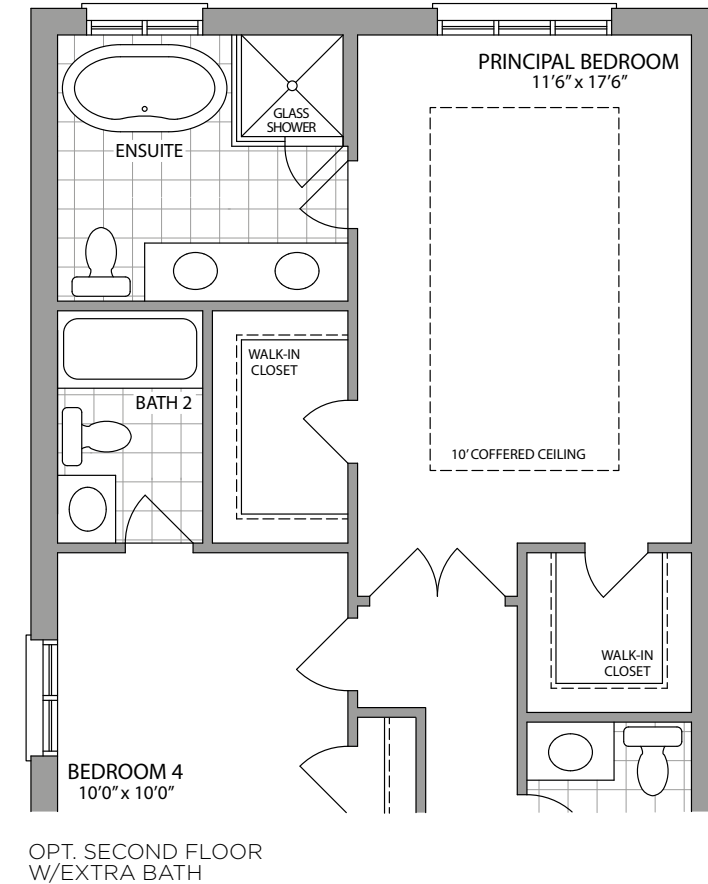 PRINCIPAL BEDROOM
11'6" x 17'6"
GLASS
SHOWER
ENSUITE
WALK-IN
CLOSET
BATH 2
10' COFFERED CEILING
WALK-IN
CLOSET
BEDROOM 4
10'0" x 10'0"
OPT. SECOND FLOOR
W/EXTRA BATH